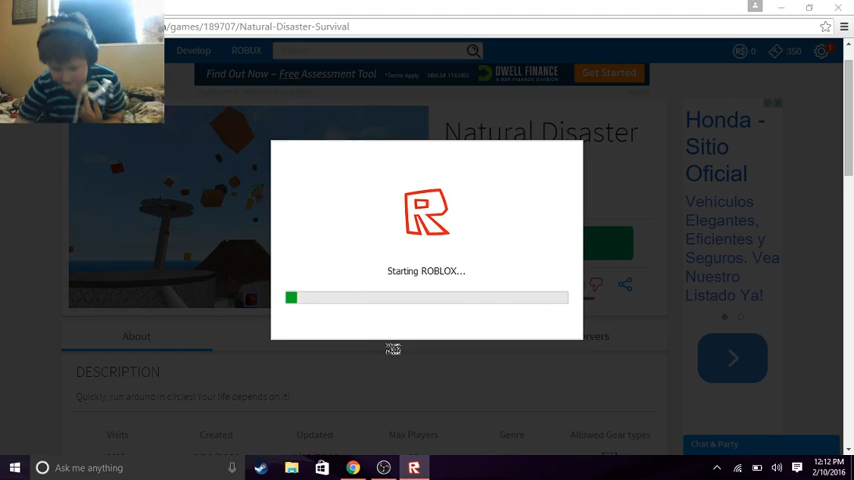 /games/189707/Natural-Disaster-Survival
Develop
ROBUX
0
350
Find Out Now – Free Assessment Tool
*Terms Apply
DWELL FINANCE
Get Started
Natural Disaster
Honda -
Sitio
Oficial
Vehículos
Elegantes,
Eficientes y
Seguros. Vea
Nuestro
Listado Ya!
R
Starting ROBLOX...
About
DESCRIPTION
Quickly, run around in circles! Your life depends on it!
Visits
Created
Updated
Max Players
Genre
Allowed Gear types
Chat & Party
Ask me anything
12:12 PM
2/10/2016